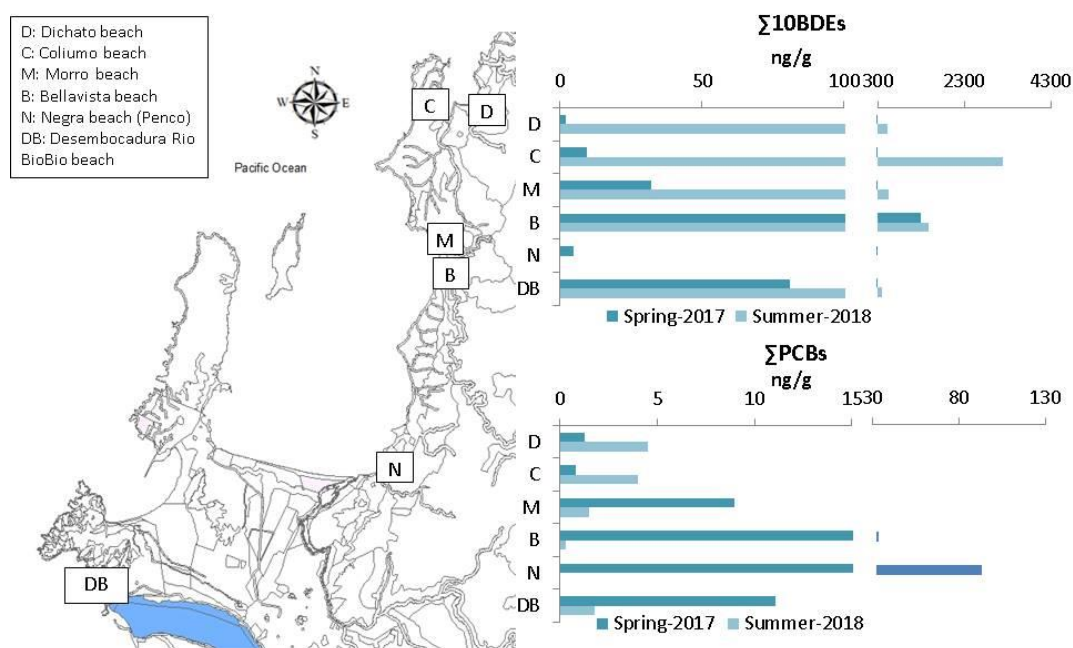 D: Dichato beach
C: Coliumo beach
M: Morro beach
B: Bellavista beach
N: Negra beach (Penco)
DB: Desembocadura Rio
BioBio beach
N
W E
S
Pacific Ocean
C
D
M
B
N
DB
∑10BDEs
ng/g
0 50 100 300 2300 4300
D
C
M
B
N
DB
Spring-2017 Summer-2018
∑PCBs
ng/g
0 5 10 15 30 80 130
D
C
M
B
N
DB
Spring-2017 Summer-2018